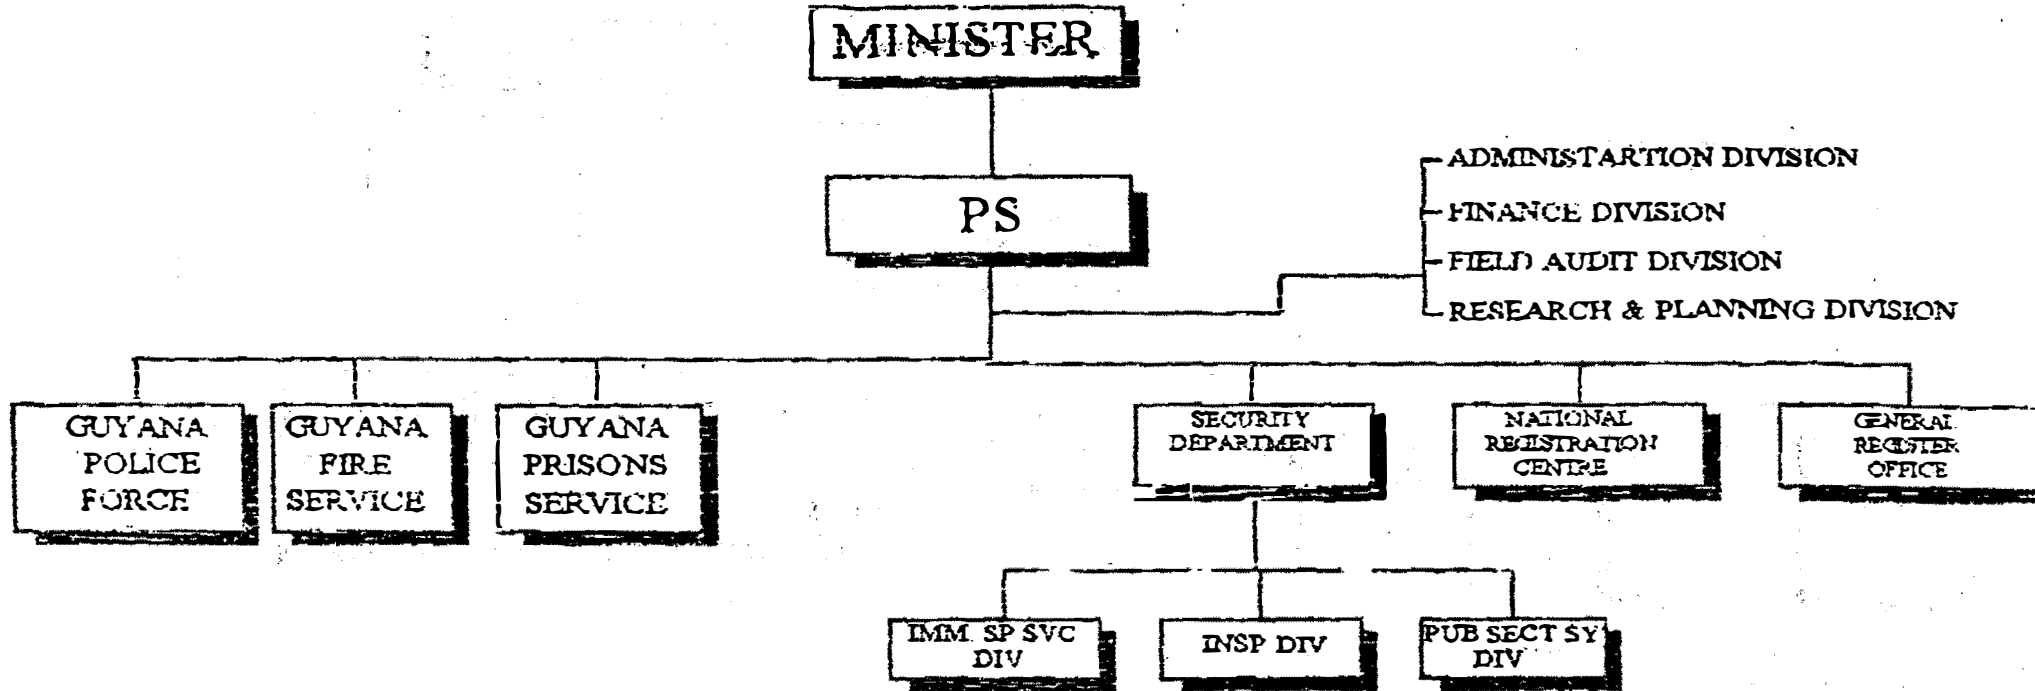 MINISTER
PS
ADMINISTARTION DIVISION
FINANCE DIVISION
FIELD AUDIT DIVISION
RESEARCH & PLANNING DIVISION
GUYANA
POLICE
FORCE
GUYANA
FIRE
SERVICE
GUYANA
PRISONS
SERVICE
SECURITY
DEPARTMENT
NATIONAL
REGISTRATION
CENTRE
GENERAL
REGISTER
OFFICE
IMM. SP SVC
DIV
INSP DIV
PUB SECT SY
DIV